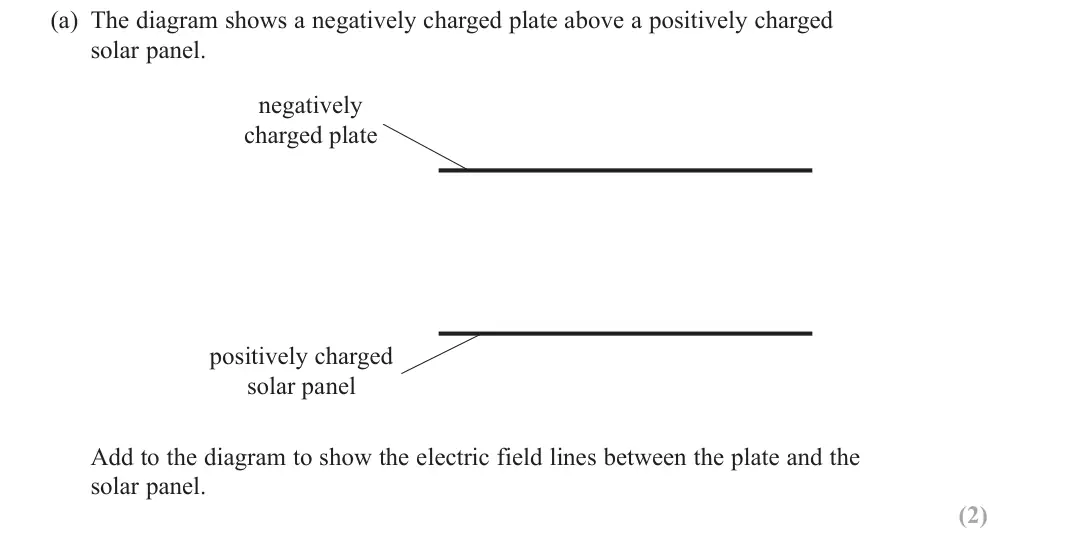 (a) The diagram shows a negatively charged plate above a positively charged
solar panel.
negatively
charged plate
positively charged
solar panel
Add to the diagram to show the electric field lines between the plate and the
solar panel.
(2)